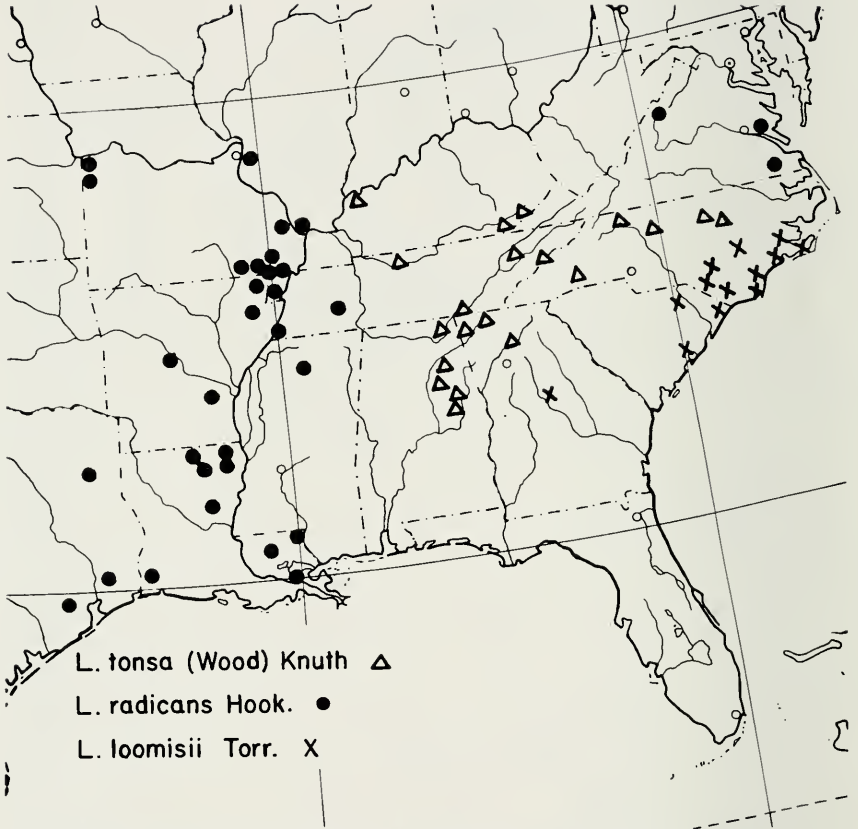 L. tonsa (Wood) Knuth △
L. radicans Hook. ●
L. loomisii Torr. X